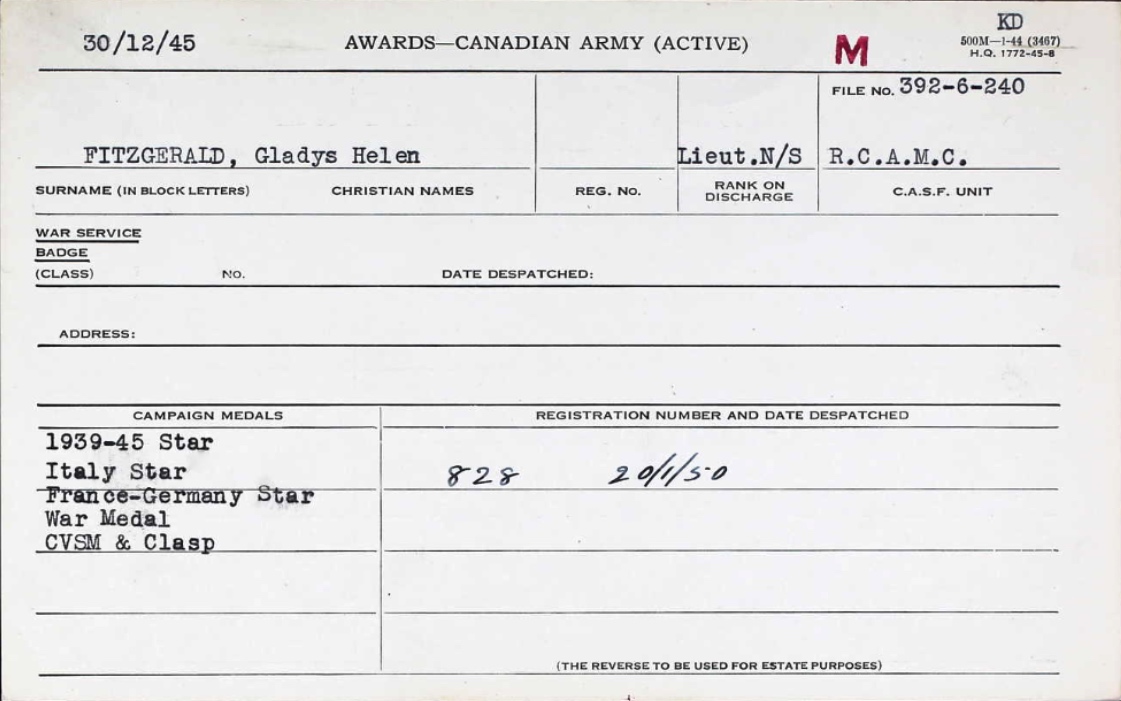 KD
30/12/45 AWARDS—CANADIAN ARMY (ACTIVE) M 500M—1-44 (3467)
H.Q. 1772-45-8
FILE No. 392-6-240
FITZGERALD, Gladys Helen Lieut.N/S R.C.A.M.C.
SURNAME (IN BLOCK LETTERS) CHRISTIAN NAMES REG. No. RANK ON DISCHARGE C.A.S.F. UNIT
WAR SERVICE
BADGE
(CLASS) No. DATE DESPATCHED:
ADDRESS:
CAMPAIGN MEDALS REGISTRATION NUMBER AND DATE DESPATCHED
1939-45 Star
Italy Star 828 20/1/50
France-Germany Star
War Medal
CVSM & Clasp
(THE REVERSE TO BE USED FOR ESTATE PURPOSES)